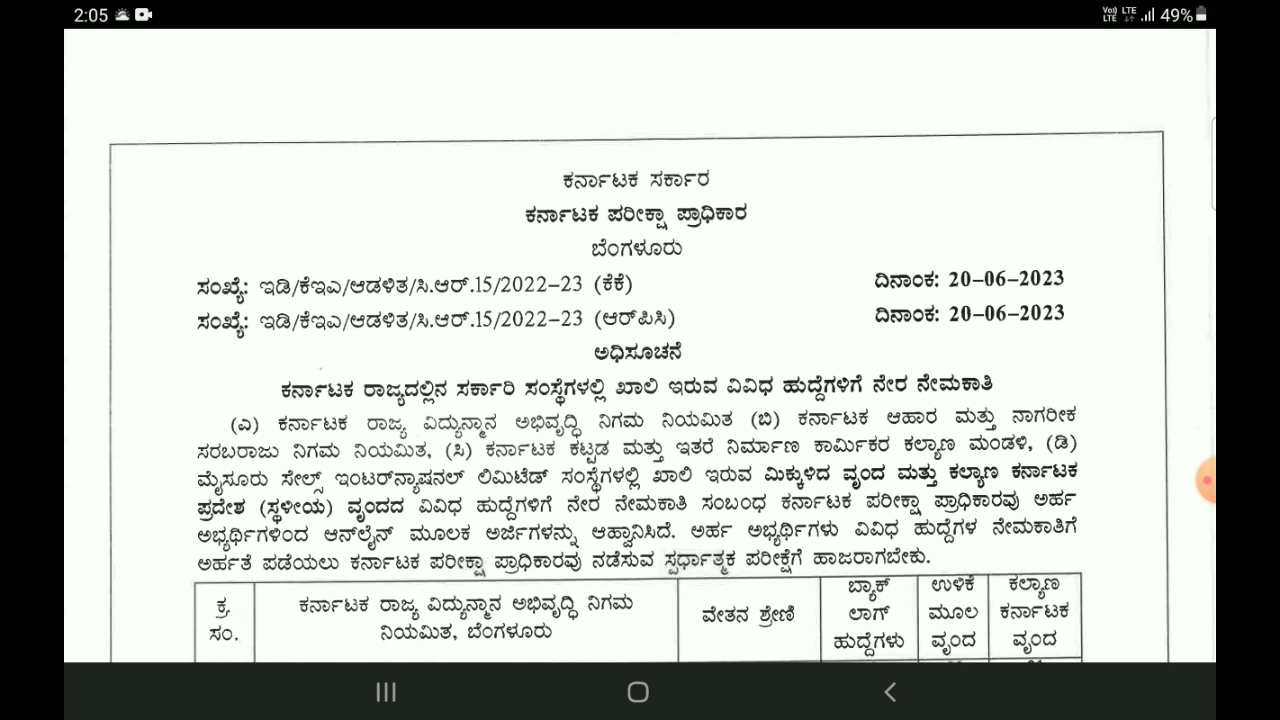 2:05
Vo) LTE LTE 49%
ಕರ್ನಾಟಕ ಸರ್ಕಾರ
ಕರ್ನಾಟಕ ಪರೀಕ್ಷಾ ಪ್ರಾಧಿಕಾರ
ಬೆಂಗಳೂರು
ಸಂಖ್ಯೆ: ಇಡಿ/ಕೆಇಎ/ಆಡಳಿತ/ಸಿ.ಆರ್.15/2022–23 (ಕೆಕೆ) ದಿನಾಂಕ: 20–06–2023
ಸಂಖ್ಯೆ: ಇಡಿ/ಕೆಇಎ/ಆಡಳಿತ/ಸಿ.ಆರ್.15/2022–23 (ಆರ್‌ಪಿಸಿ) ದಿನಾಂಕ: 20–06–2023
ಅಧಿಸೂಚನೆ
ಕರ್ನಾಟಕ ರಾಜ್ಯದಲ್ಲಿನ ಸರ್ಕಾರಿ ಸಂಸ್ಥೆಗಳಲ್ಲಿ ಖಾಲಿ ಇರುವ ವಿವಿಧ ಹುದ್ದೆಗಳಿಗೆ ನೇರ ನೇಮಕಾತಿ
(ಎ) ಕರ್ನಾಟಕ ರಾಜ್ಯ ವಿದ್ಯುನ್ಮಾನ ಅಭಿವೃದ್ಧಿ ನಿಗಮ ನಿಯಮಿತ (ಬಿ) ಕರ್ನಾಟಕ ಆಹಾರ ಮತ್ತು ನಾಗರೀಕ
ಸರಬರಾಜು ನಿಗಮ ನಿಯಮಿತ, (ಸಿ) ಕರ್ನಾಟಕ ಕಟ್ಟಡ ಮತ್ತು ಇತರೆ ನಿರ್ಮಾಣ ಕಾರ್ಮಿಕರ ಕಲ್ಯಾಣ ಮಂಡಳಿ, (ಡಿ)
ಮೈಸೂರು ಸೇಲ್ಸ್ ಇಂಟರ್‌ನ್ಯಾಷನಲ್ ಲಿಮಿಟೆಡ್ ಸಂಸ್ಥೆಗಳಲ್ಲಿ ಖಾಲಿ ಇರುವ ಮಿಕ್ಕುಳಿದ ವೃಂದ ಮತ್ತು ಕಲ್ಯಾಣ ಕರ್ನಾಟಕ
ಪ್ರದೇಶ (ಸ್ಥಳೀಯ) ವೃಂದದ ವಿವಿಧ ಹುದ್ದೆಗಳಿಗೆ ನೇರ ನೇಮಕಾತಿ ಸಂಬಂಧ ಕರ್ನಾಟಕ ಪರೀಕ್ಷಾ ಪ್ರಾಧಿಕಾರವು ಅರ್ಹ
ಅಭ್ಯರ್ಥಿಗಳಿಂದ ಆನ್‌ಲೈನ್ ಮೂಲಕ ಅರ್ಜಿಗಳನ್ನು ಆಹ್ವಾನಿಸಿದೆ. ಅರ್ಹ ಅಭ್ಯರ್ಥಿಗಳು ವಿವಿಧ ಹುದ್ದೆಗಳ ನೇಮಕಾತಿಗೆ
ಅರ್ಹತೆ ಪಡೆಯಲು ಕರ್ನಾಟಕ ಪರೀಕ್ಷಾ ಪ್ರಾಧಿಕಾರವು ನಡೆಸುವ ಸ್ಪರ್ಧಾತ್ಮಕ ಪರೀಕ್ಷೆಗೆ ಹಾಜರಾಗಬೇಕು.
ಕ್ರ.
ಸಂ.
ಕರ್ನಾಟಕ ರಾಜ್ಯ ವಿದ್ಯುನ್ಮಾನ ಅಭಿವೃದ್ಧಿ ನಿಗಮ
ನಿಯಮಿತ, ಬೆಂಗಳೂರು
ವೇತನ ಶ್ರೇಣಿ
ಬ್ಯಾಕ್
ಲಾಗ್
ಹುದ್ದೆಗಳು
ಉಳಿಕೆ
ಮೂಲ
ವೃಂದ
ಕಲ್ಯಾಣ
ಕರ್ನಾಟಕ
ವೃಂದ